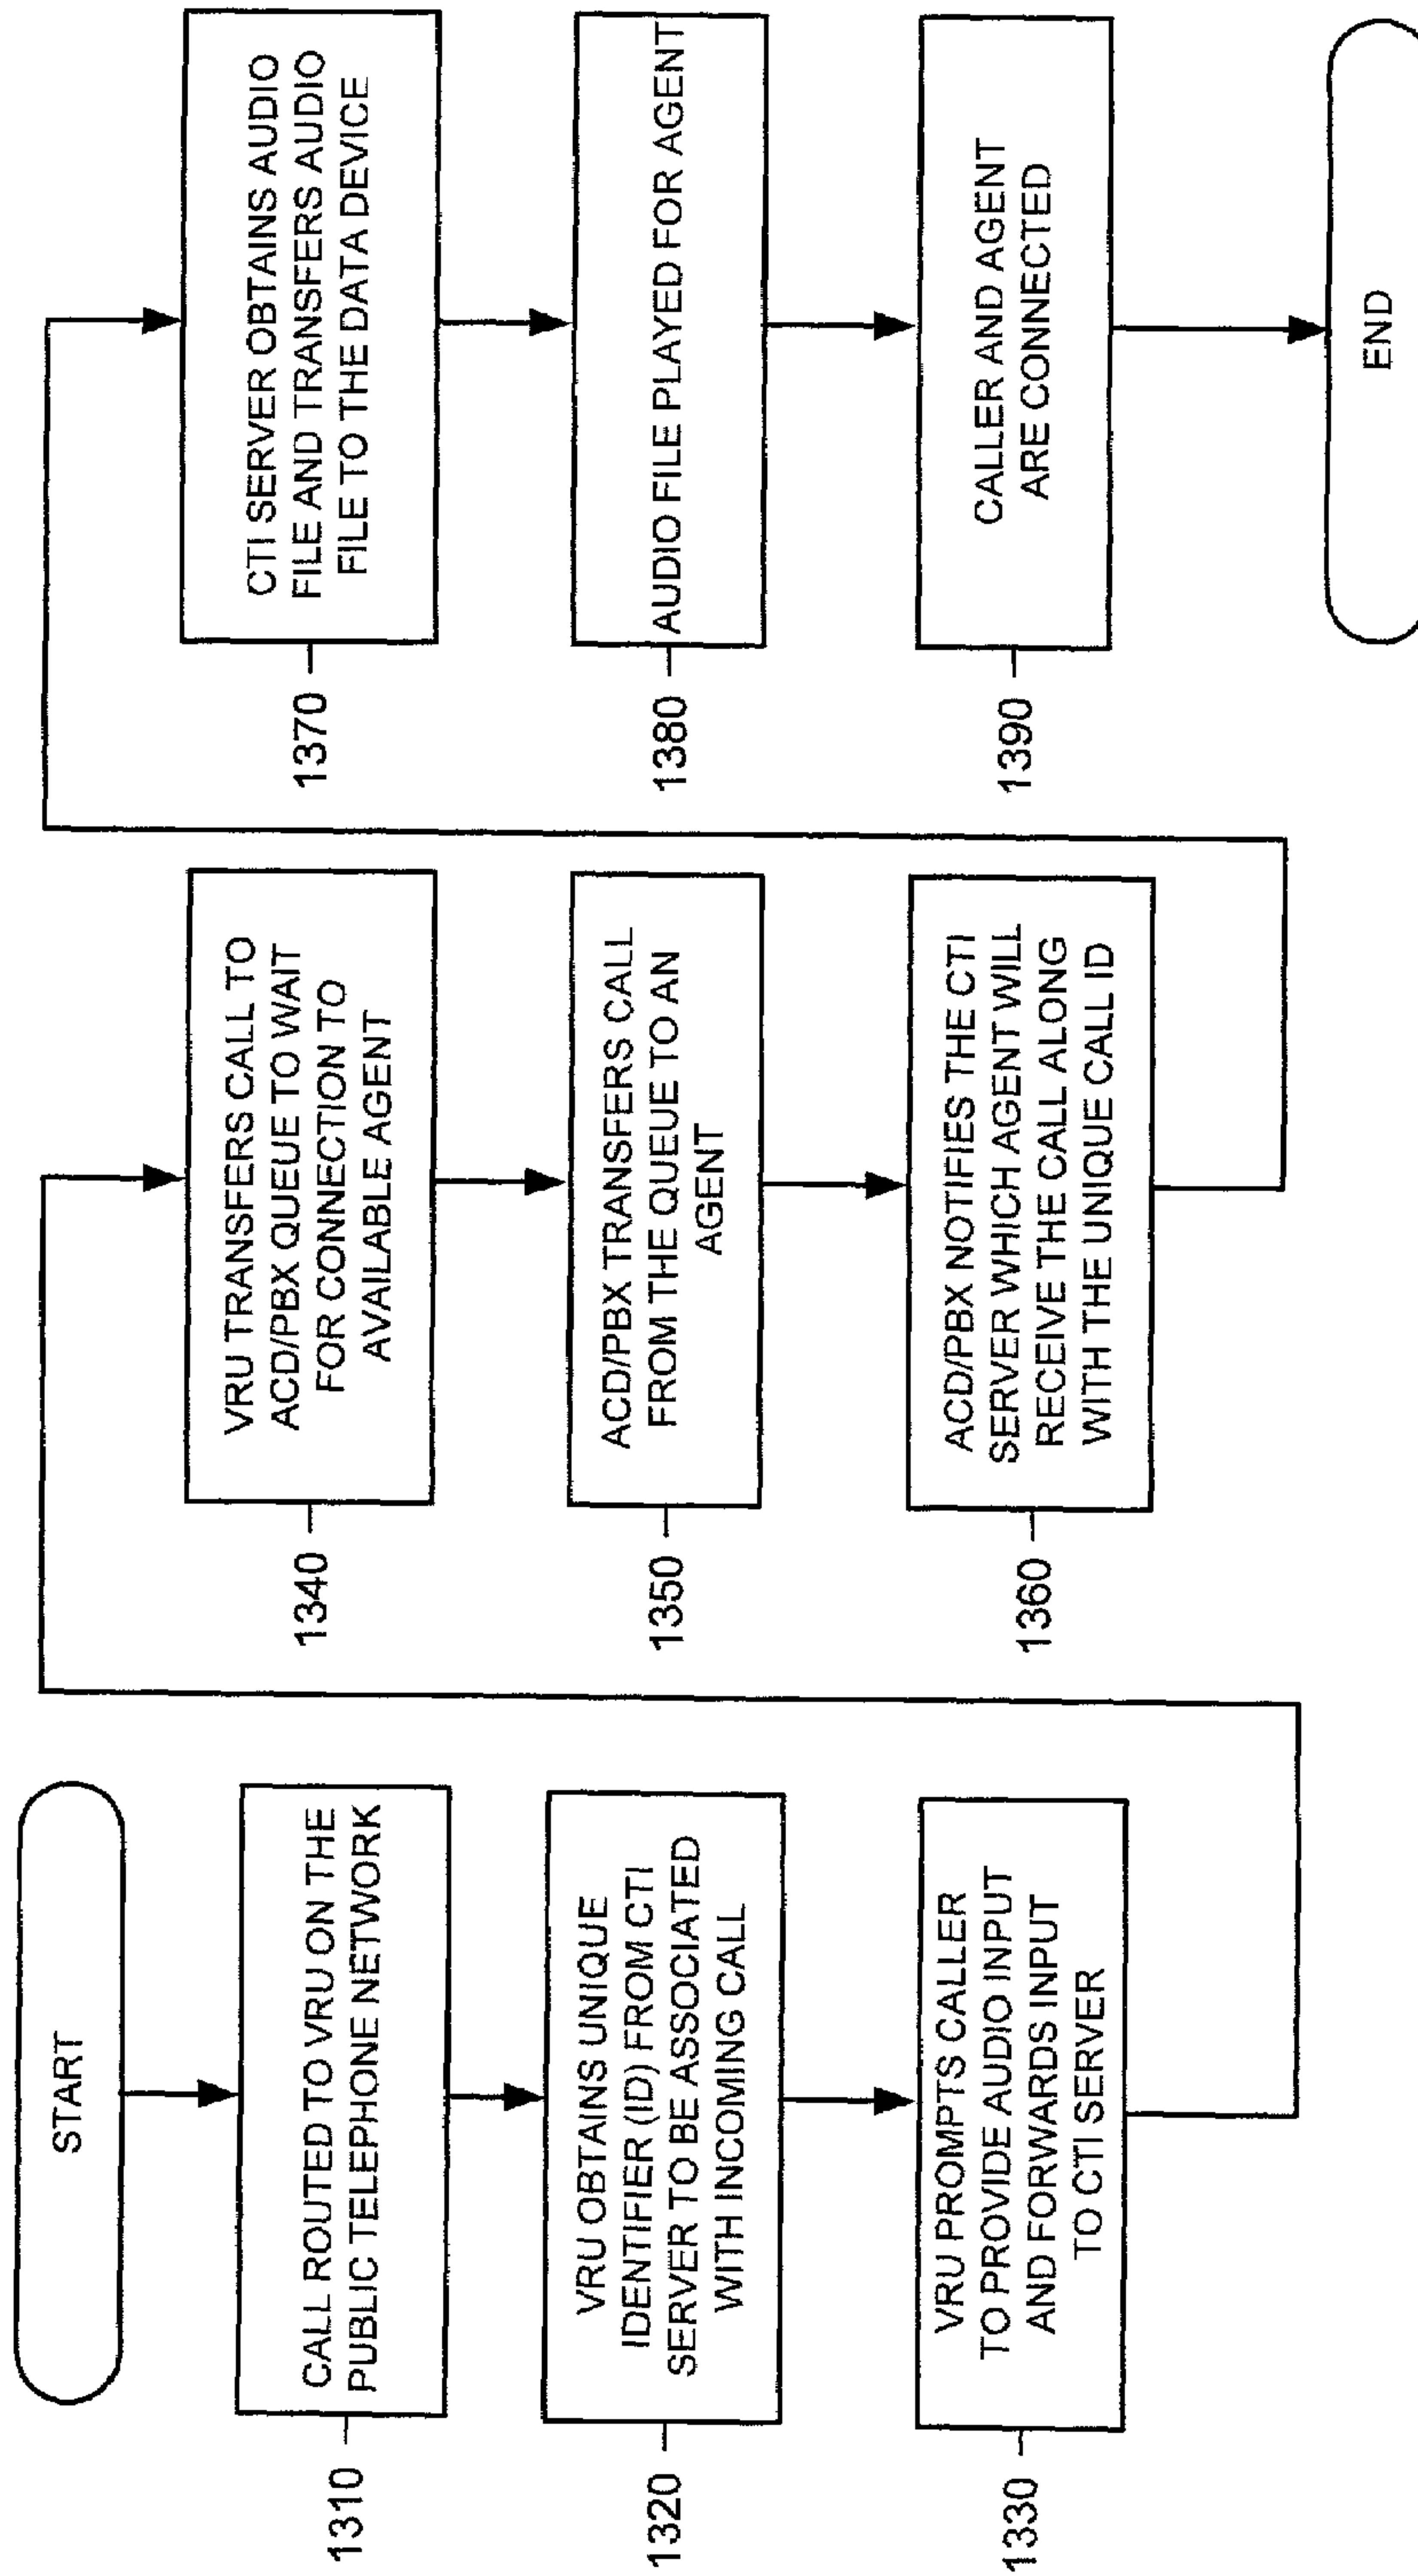 START
1310
CALL ROUTED TO VRU ON THE
PUBLIC TELEPHONE NETWORK
1320
VRU OBTAINS UNIQUE
IDENTIFIER (ID) FROM CTI
SERVER TO BE ASSOCIATED
WITH INCOMING CALL
1330
VRU PROMPTS CALLER
TO PROVIDE AUDIO INPUT
AND FORWARDS INPUT
TO CTI SERVER
1340
VRU TRANSFERS CALL TO
ACD/PBX QUEUE TO WAIT
FOR CONNECTION TO
AVAILABLE AGENT
1350
ACD/PBX TRANSFERS CALL
FROM THE QUEUE TO AN
AGENT
1360
ACD/PBX NOTIFIES THE CTI
SERVER WHICH AGENT WILL
RECEIVE THE CALL ALONG
WITH THE UNIQUE CALL ID
1370
CTI SERVER OBTAINS AUDIO
FILE AND TRANSFERS AUDIO
FILE TO THE DATA DEVICE
1380
AUDIO FILE PLAYED FOR AGENT
1390
CALLER AND AGENT
ARE CONNECTED
END